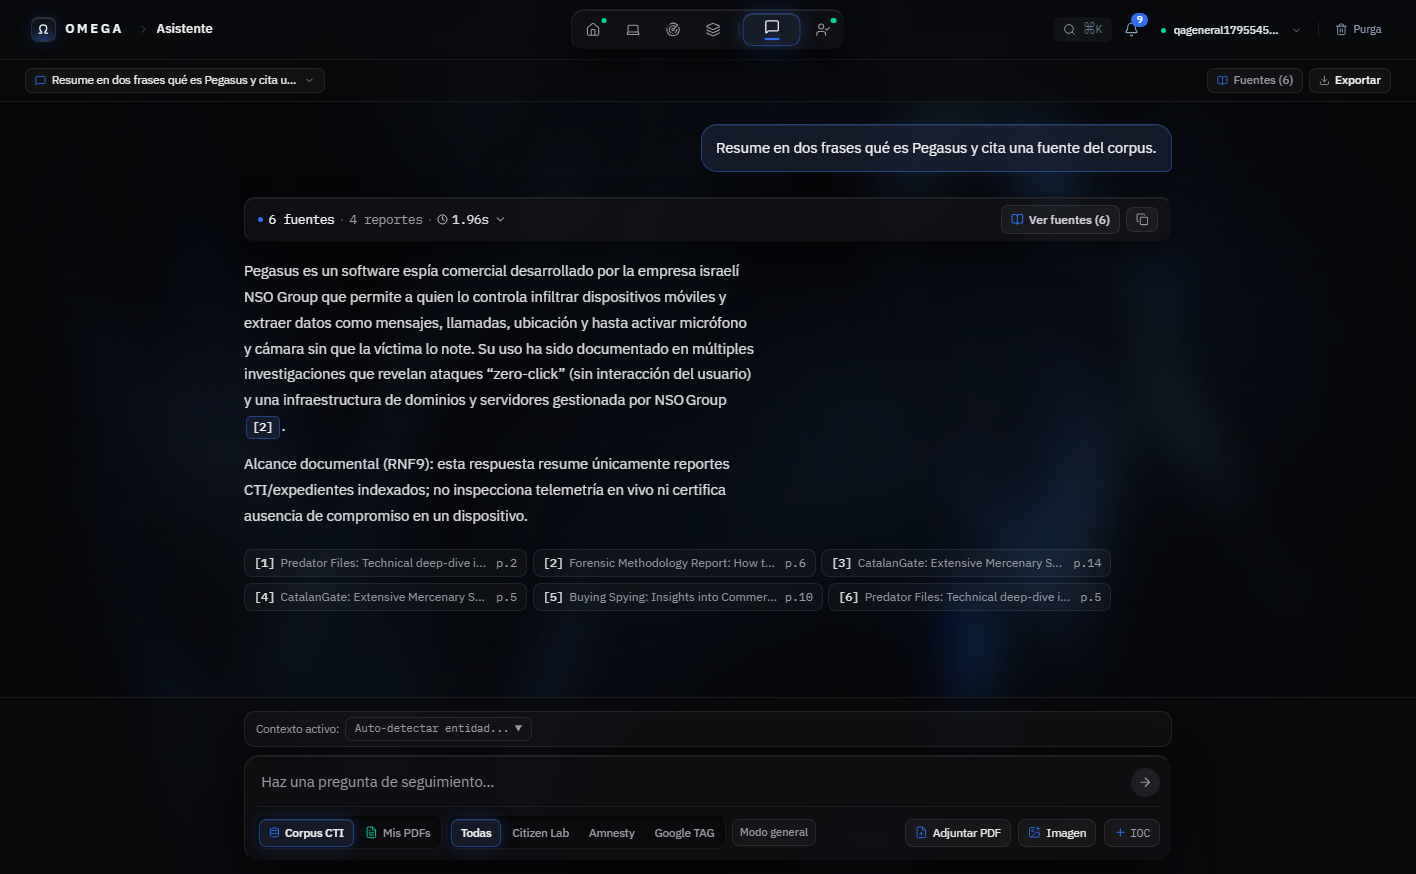 Ω OMEGA > Asistente
⌘K
9
qageneral1795545...
Purga
Resume en dos frases qué es Pegasus y cita u...
Fuentes (6)
Exportar
Resume en dos frases qué es Pegasus y cita una fuente del corpus.
6 fuentes · 4 reportes · 1.96s
Ver fuentes (6)
Pegasus es un software espía comercial desarrollado por la empresa israelí
NSO Group que permite a quien lo controla infiltrar dispositivos móviles y
extraer datos como mensajes, llamadas, ubicación y hasta activar micrófono
y cámara sin que la víctima lo note. Su uso ha sido documentado en múltiples
investigaciones que revelan ataques “zero-click” (sin interacción del usuario)
y una infraestructura de dominios y servidores gestionada por NSO Group
[2] .
Alcance documental (RNF9): esta respuesta resume únicamente reportes
CTI/expedientes indexados; no inspecciona telemetría en vivo ni certifica
ausencia de compromiso en un dispositivo.
[1] Predator Files: Technical deep-dive i... p.2
[2] Forensic Methodology Report: How t... p.6
[3] CatalanGate: Extensive Mercenary S... p.14
[4] CatalanGate: Extensive Mercenary S... p.5
[5] Buying Spying: Insights into Commer... p.10
[6] Predator Files: Technical deep-dive i... p.5
Contexto activo: Auto-detectar entidad... ▼
Haz una pregunta de seguimiento...
Corpus CTI
Mis PDFs
Todas
Citizen Lab
Amnesty
Google TAG
Modo general
Adjuntar PDF
Imagen
+ IOC